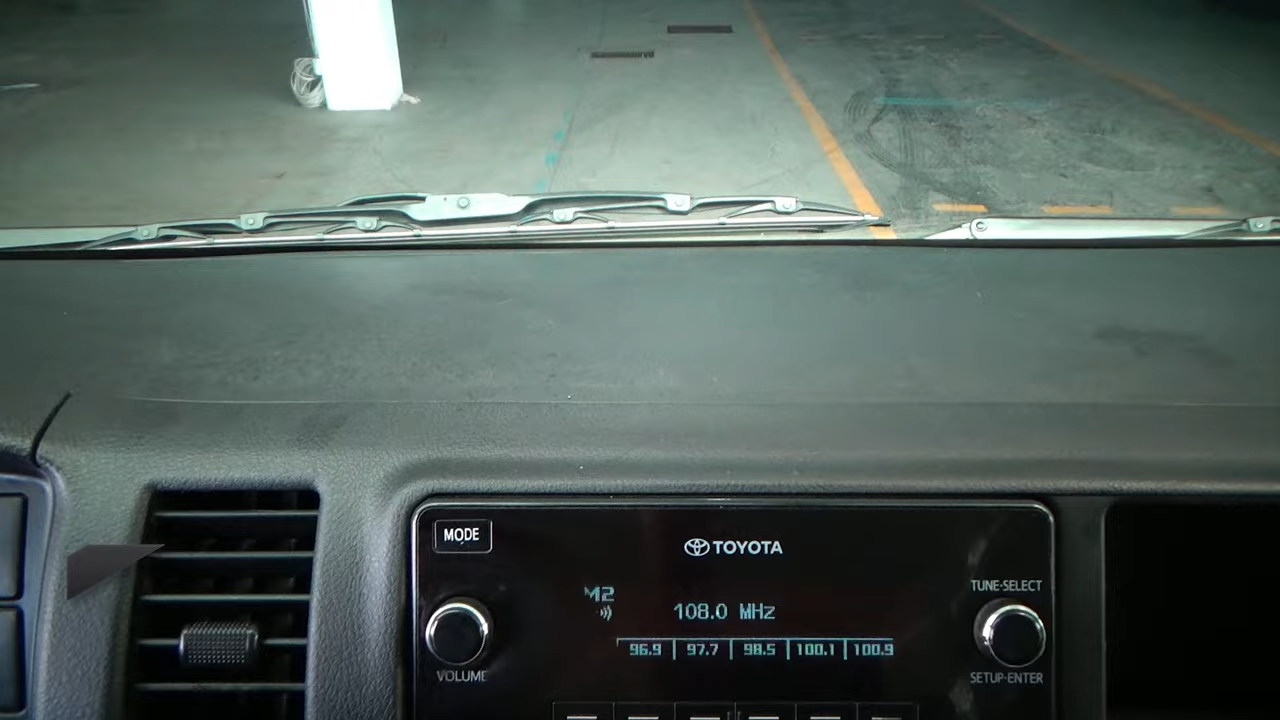 MODE
TOYOTA
M2
TUNE·SELECT
108.0 MHz
96.9 97.7 98.5 100.1 100.9
VOLUME
SETUP·ENTER